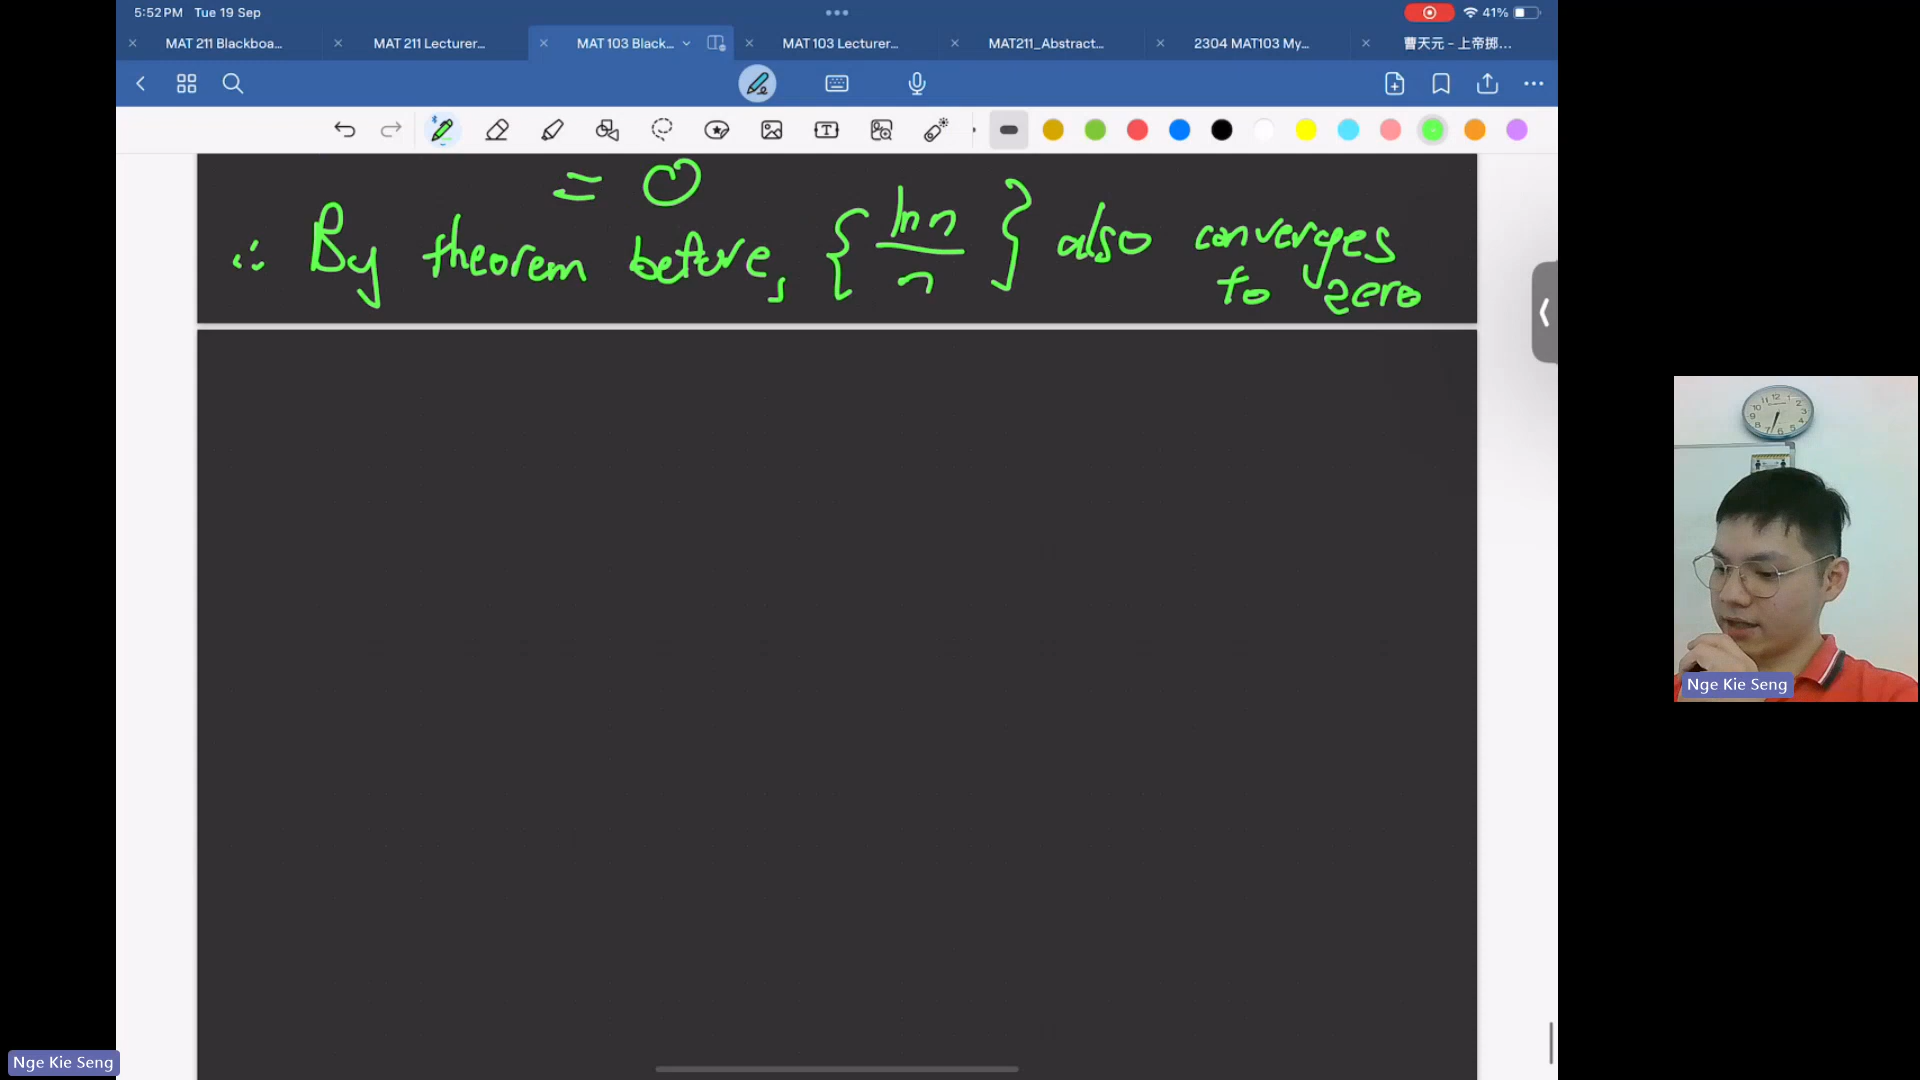 5:52 PM Tue 19 Sep
41%
MAT 211 Blackboa...
MAT 211 Lecturer...
MAT 103 Black...
MAT 103 Lecturer...
MAT211_Abstract...
2304 MAT103 My...
曹天元 - 上帝掷...
= 0
∴ By theorem before, { ln n / n } also converges
to zero
Nge Kie Seng
Nge Kie Seng